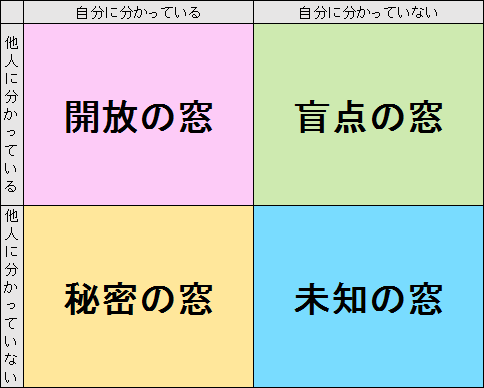 自分に分かっている
自分に分かっていない
他人に分かっている
開放の窓
盲点の窓
他人に分かっていない
秘密の窓
未知の窓